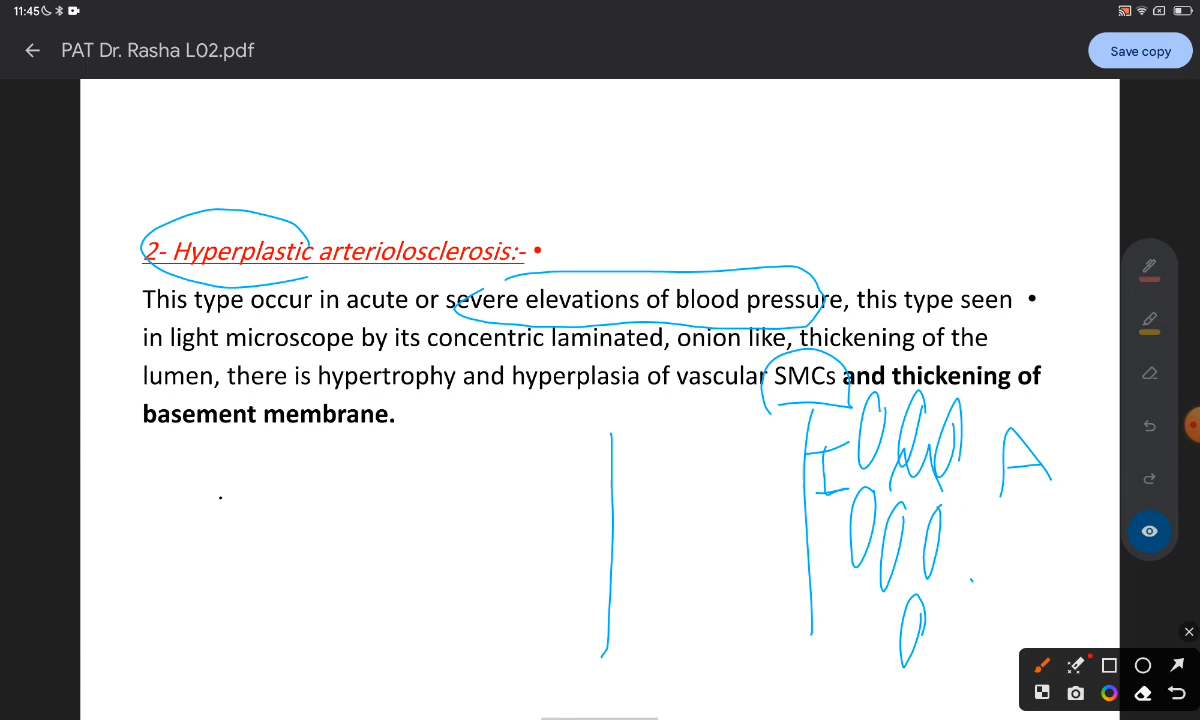 11:45
PAT Dr. Rasha L02.pdf
Save copy
2- Hyperplastic arteriolosclerosis:- •
This type occur in acute or severe elevations of blood pressure, this type seen •
in light microscope by its concentric laminated, onion like, thickening of the
lumen, there is hypertrophy and hyperplasia of vascular SMCs and thickening of
basement membrane.
I
A